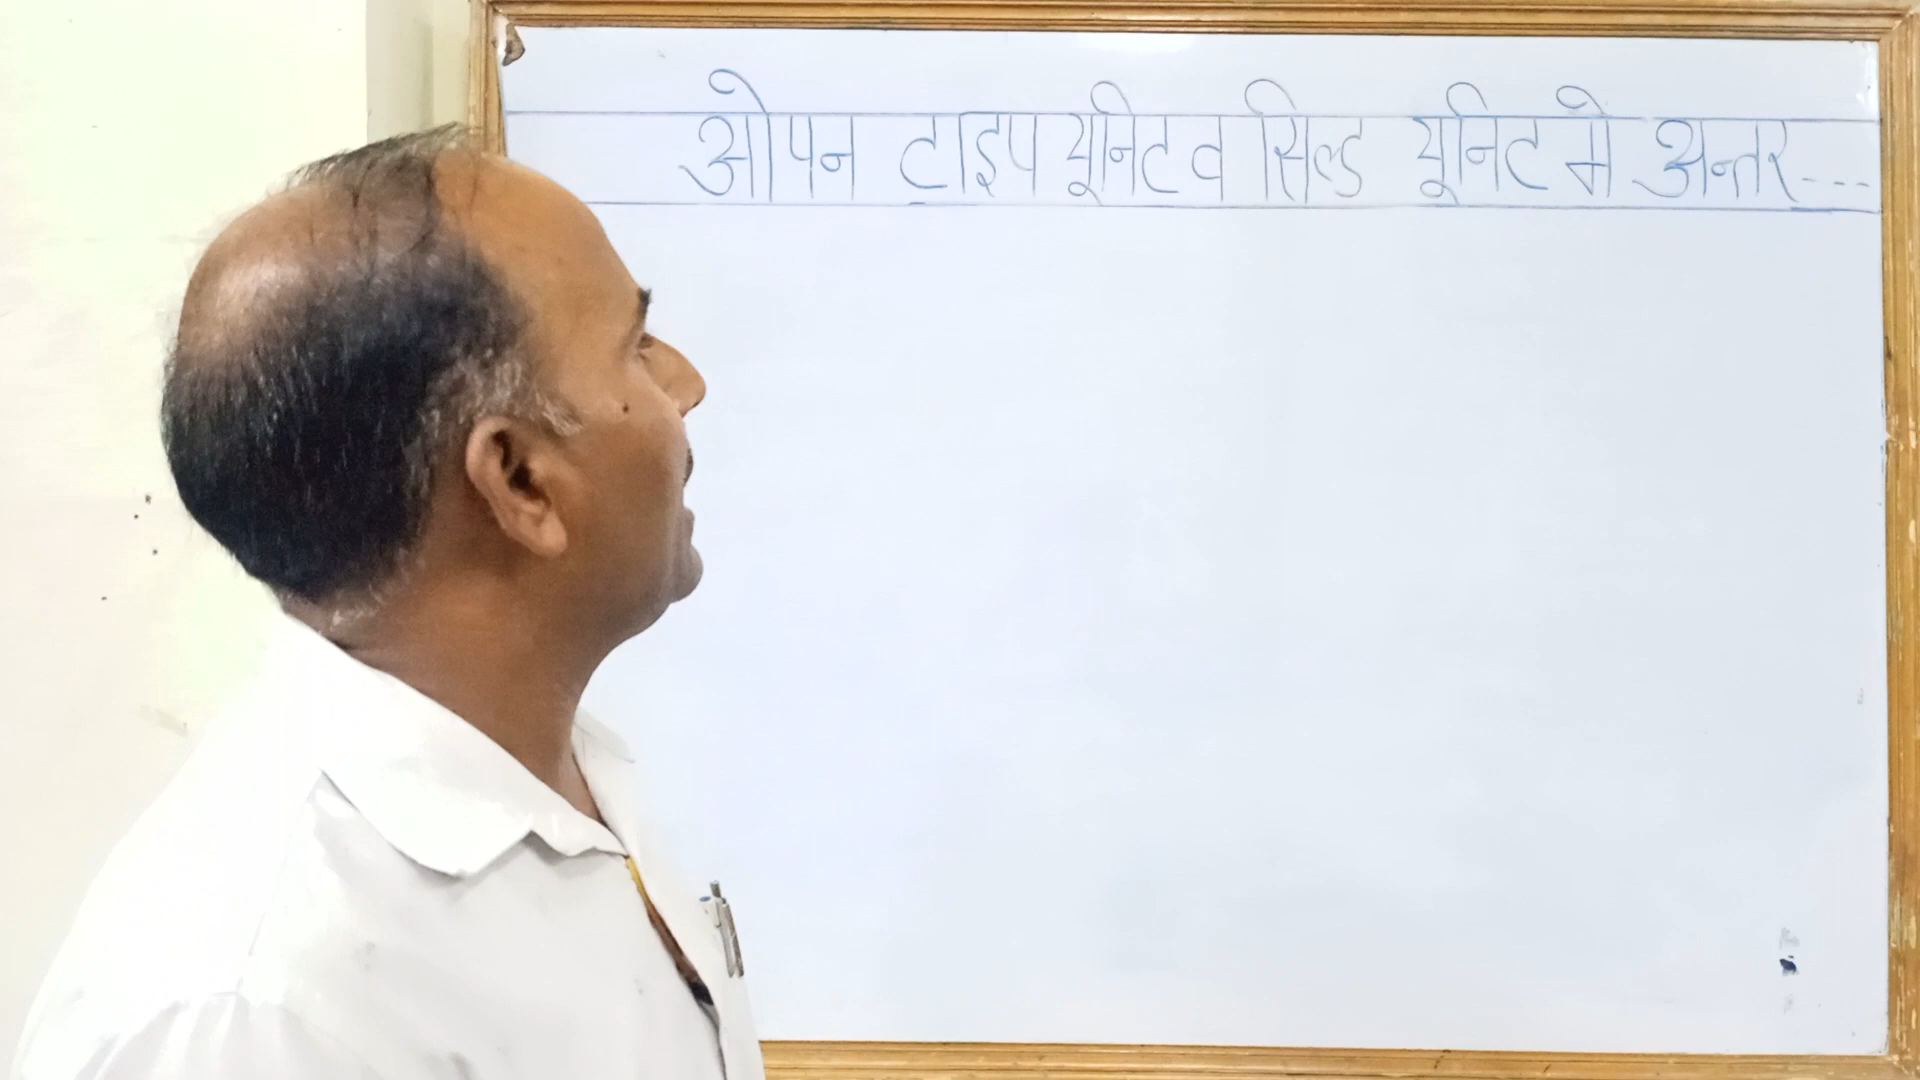 ओपन टाइप यूनिट व सिल्ड यूनिट मे अन्तर---